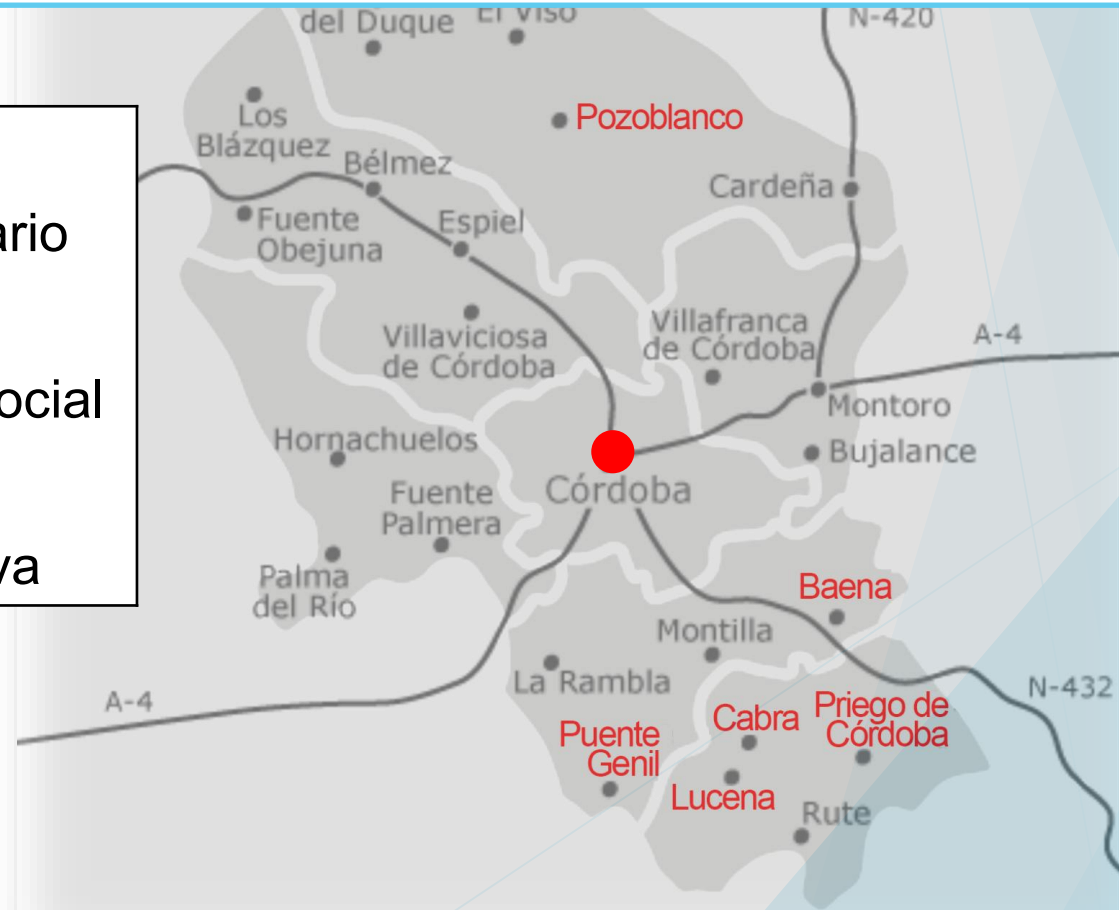 del Duque
El Viso
N-420
Los
Blázquez
Pozoblanco
Bélmez
Cardeña
ario
Fuente
Obejuna
Espiel
Villaviciosa
de Córdoba
Villafranca
de Córdoba
A-4
ocial
Montoro
Hornachuelos
Bujalance
Fuente
Palmera
Córdoba
va
Palma
del Río
Baena
Montilla
La Rambla
N-432
A-4
Puente
Genil
Cabra
Priego de
Córdoba
Lucena
Rute